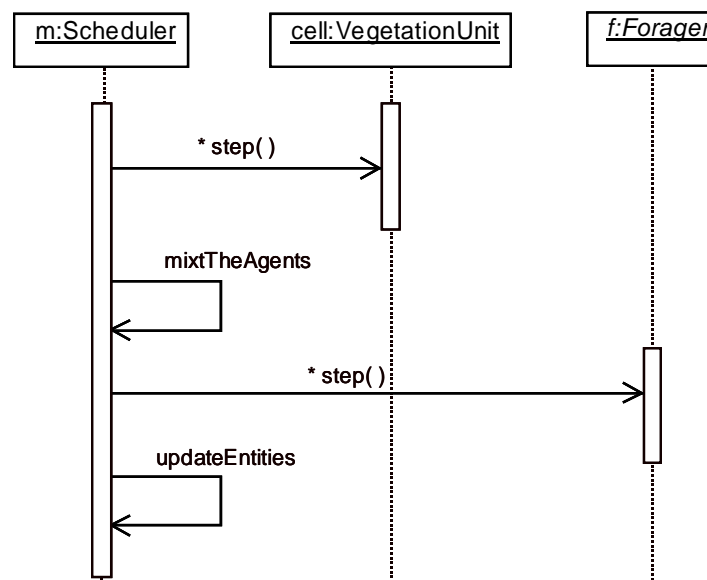 m:Scheduler
cell:VegetationUnit
f:Forager
* step( )
mixtTheAgents
* step( )
updateEntities